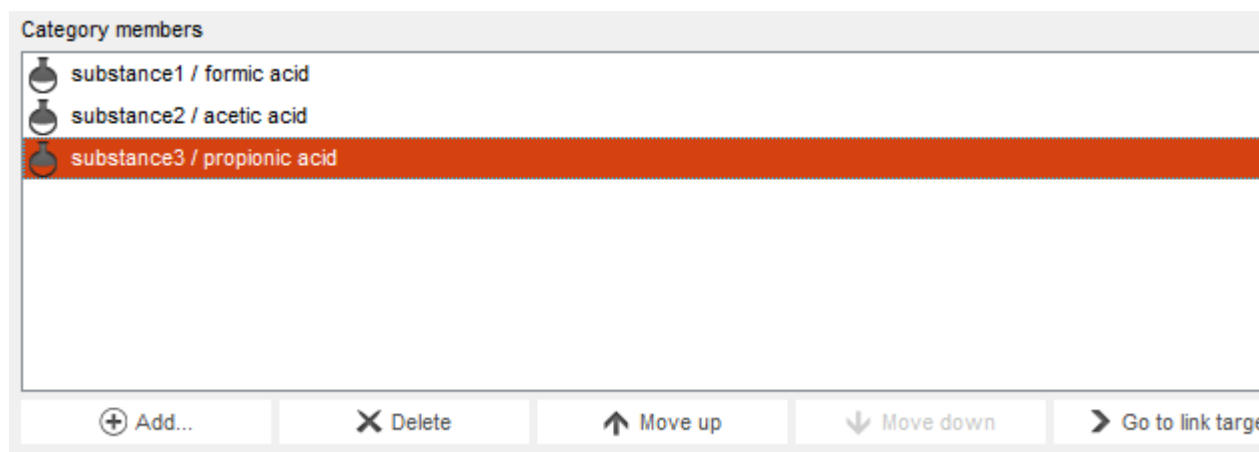 Category members
substance1 / formic acid
substance2 / acetic acid
substance3 / propionic acid
Add... Delete Move up Move down Go to link targe